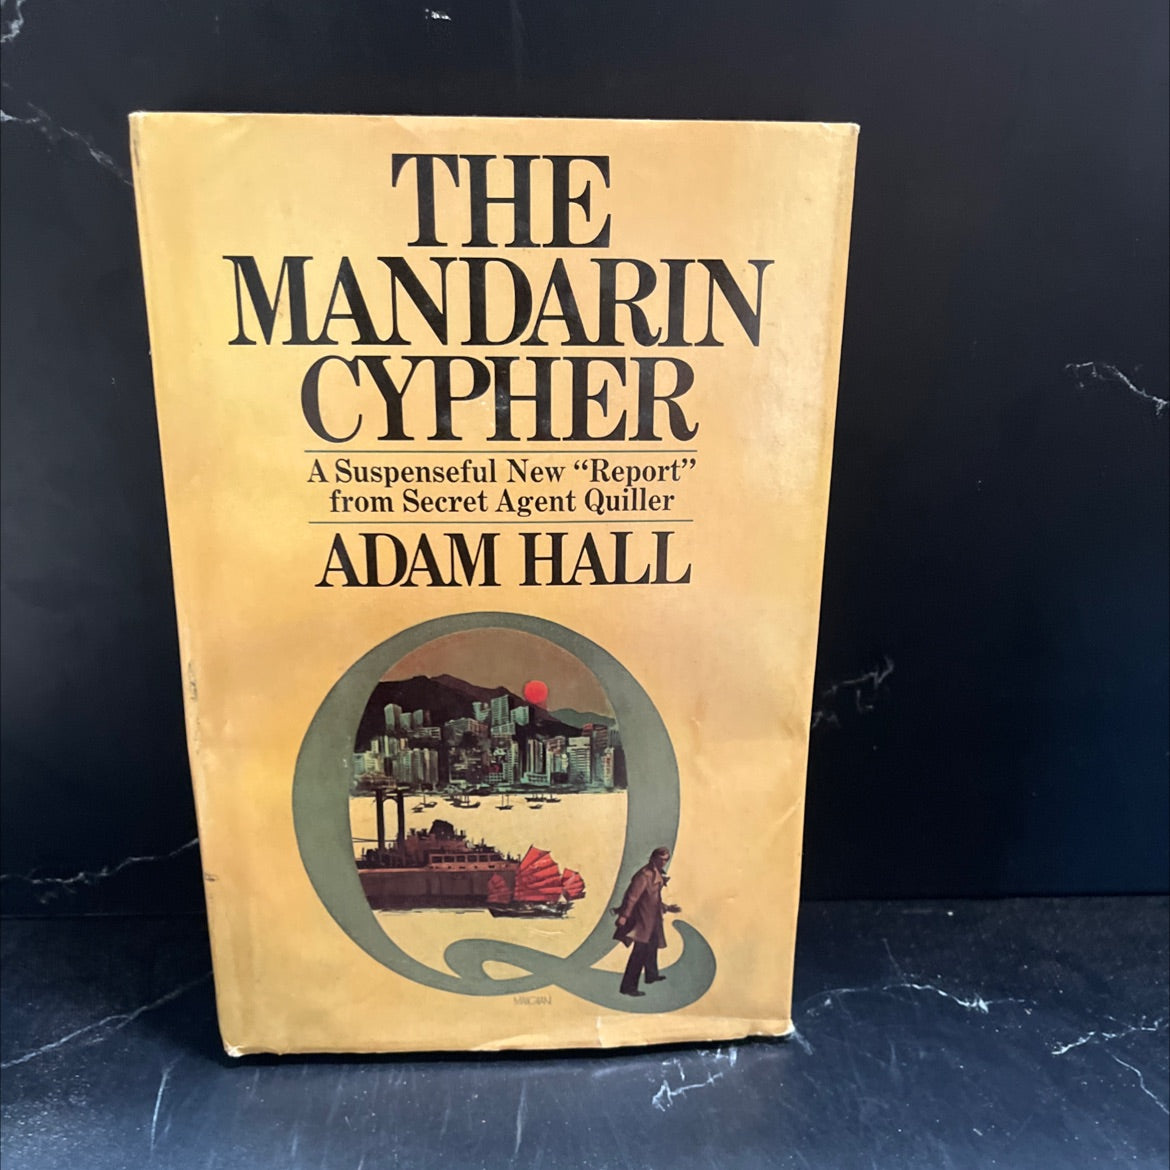 THE
MANDARIN
CYPHER
A Suspenseful New “Report”
from Secret Agent Quiller
ADAM HALL
Q